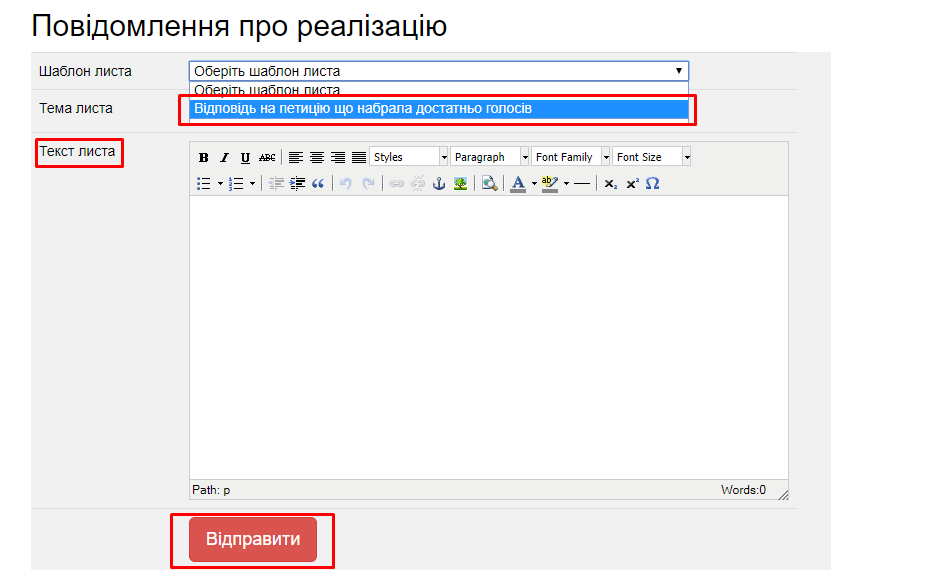 Повідомлення про реалізацію
Шаблон листа
Оберіть шаблон листа
Оберіть шаблон листа
Тема листа
Відповідь на петицію що набрала достатньо голосів
Текст листа
B I U ABC Styles Paragraph Font Family Font Size
Path: p Words:0
Відправити